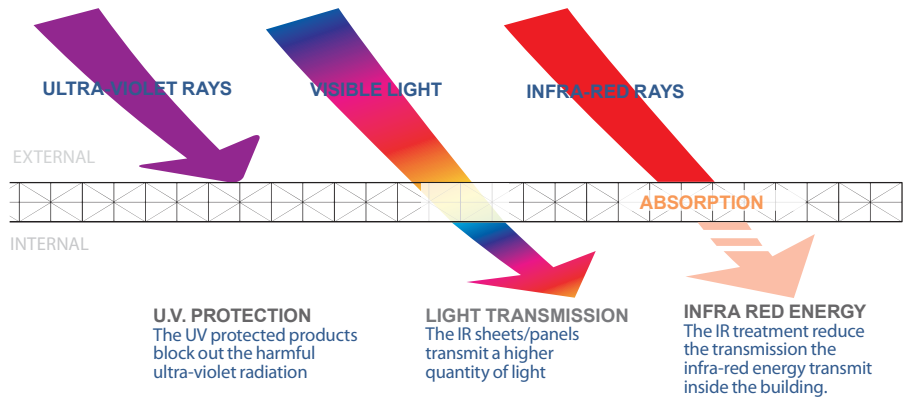 ULTRA-VIOLET RAYS
VISIBLE LIGHT
INFRA-RED RAYS
EXTERNAL
ABSORPTION
INTERNAL
U.V. PROTECTION
The UV protected products
block out the harmful
ultra-violet radiation
LIGHT TRANSMISSION
The IR sheets/panels
transmit a higher
quantity of light
INFRA RED ENERGY
The IR treatment reduce
the transmission the
infra-red energy transmit
inside the building.